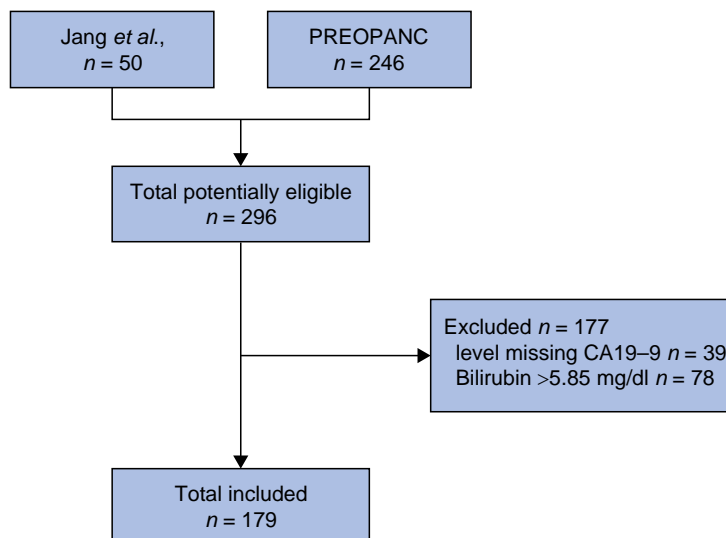 Jang et al.,
n = 50
PREOPANC
n = 246
Total potentially eligible
n = 296
Excluded n = 177
level missing CA19–9 n = 39
Bilirubin >5.85 mg/dl n = 78
Total included
n = 179